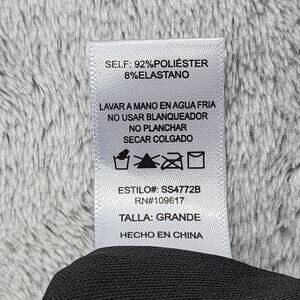 SELF: 92%POLIÉSTER
8%ELASTANO
LAVAR A MANO EN AGUA FRIA
NO USAR BLANQUEADOR
NO PLANCHAR
SECAR COLGADO
ESTILO#: SS4772B
RN#109617
TALLA: GRANDE
HECHO EN CHINA